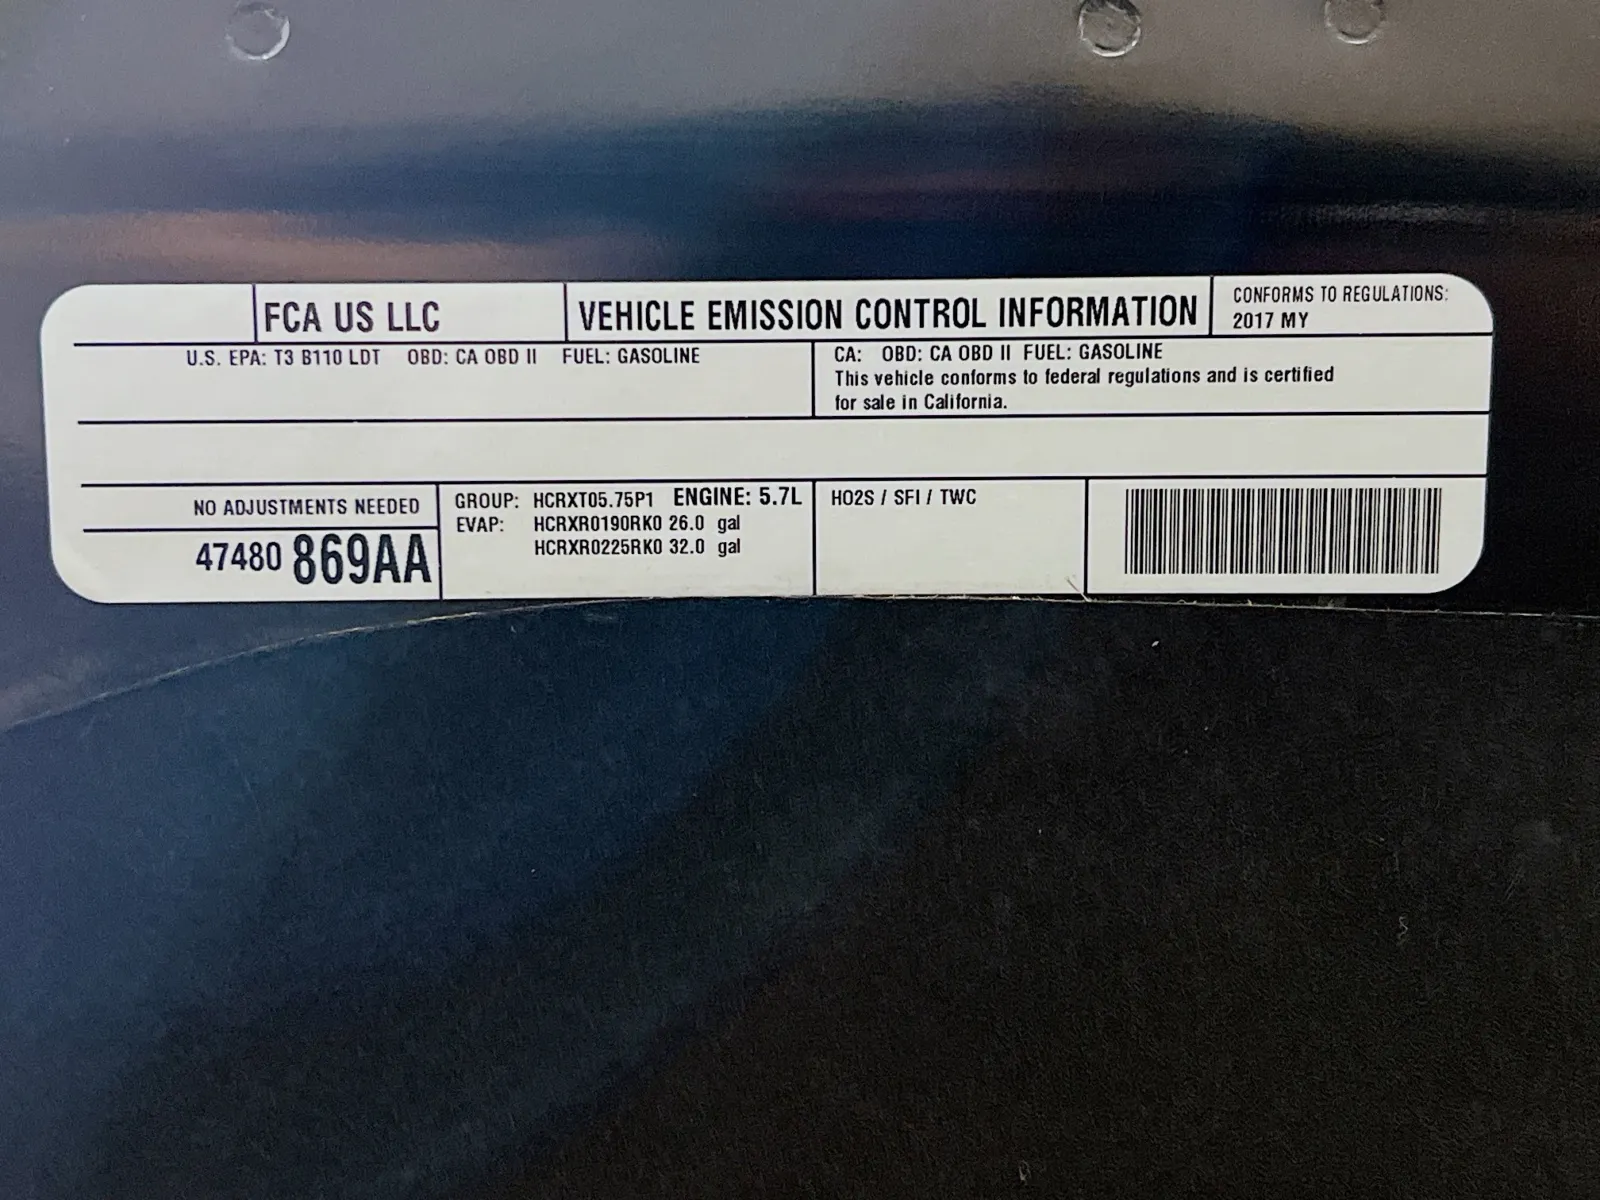 FCA US LLC
VEHICLE EMISSION CONTROL INFORMATION
CONFORMS TO REGULATIONS:
2017 MY
U.S. EPA: T3 B110 LDT OBD: CA OBD II FUEL: GASOLINE
CA: OBD: CA OBD II FUEL: GASOLINE
This vehicle conforms to federal regulations and is certified
for sale in California.
NO ADJUSTMENTS NEEDED
47480 869AA
GROUP: HCRXT05.75P1 ENGINE: 5.7L
EVAP: HCRXR0190RK0 26.0 gal
HCRXR0225RK0 32.0 gal
HO2S / SFI / TWC